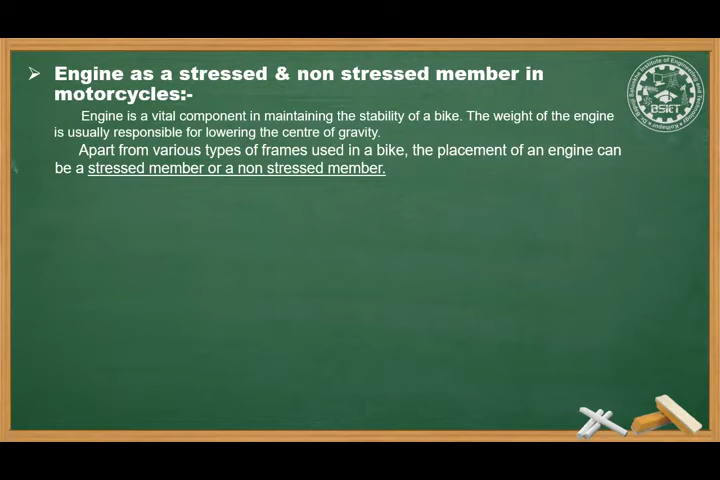 ➢ Engine as a stressed & non stressed member in
motorcycles:-
Engine is a vital component in maintaining the stability of a bike. The weight of the engine
is usually responsible for lowering the centre of gravity.
Apart from various types of frames used in a bike, the placement of an engine can
be a stressed member or a non stressed member.
BSIET